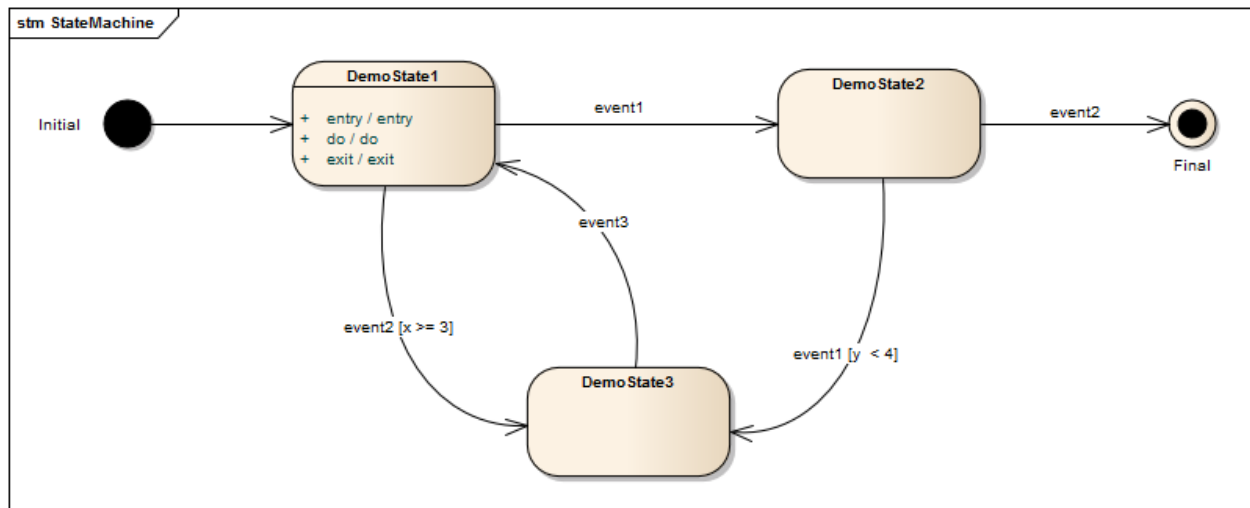 stm StateMachine
Initial
DemoState1
+ entry / entry
+ do / do
+ exit / exit
event1
DemoState2
event2
Final
event3
event2 [x >= 3]
event1 [y < 4]
DemoState3